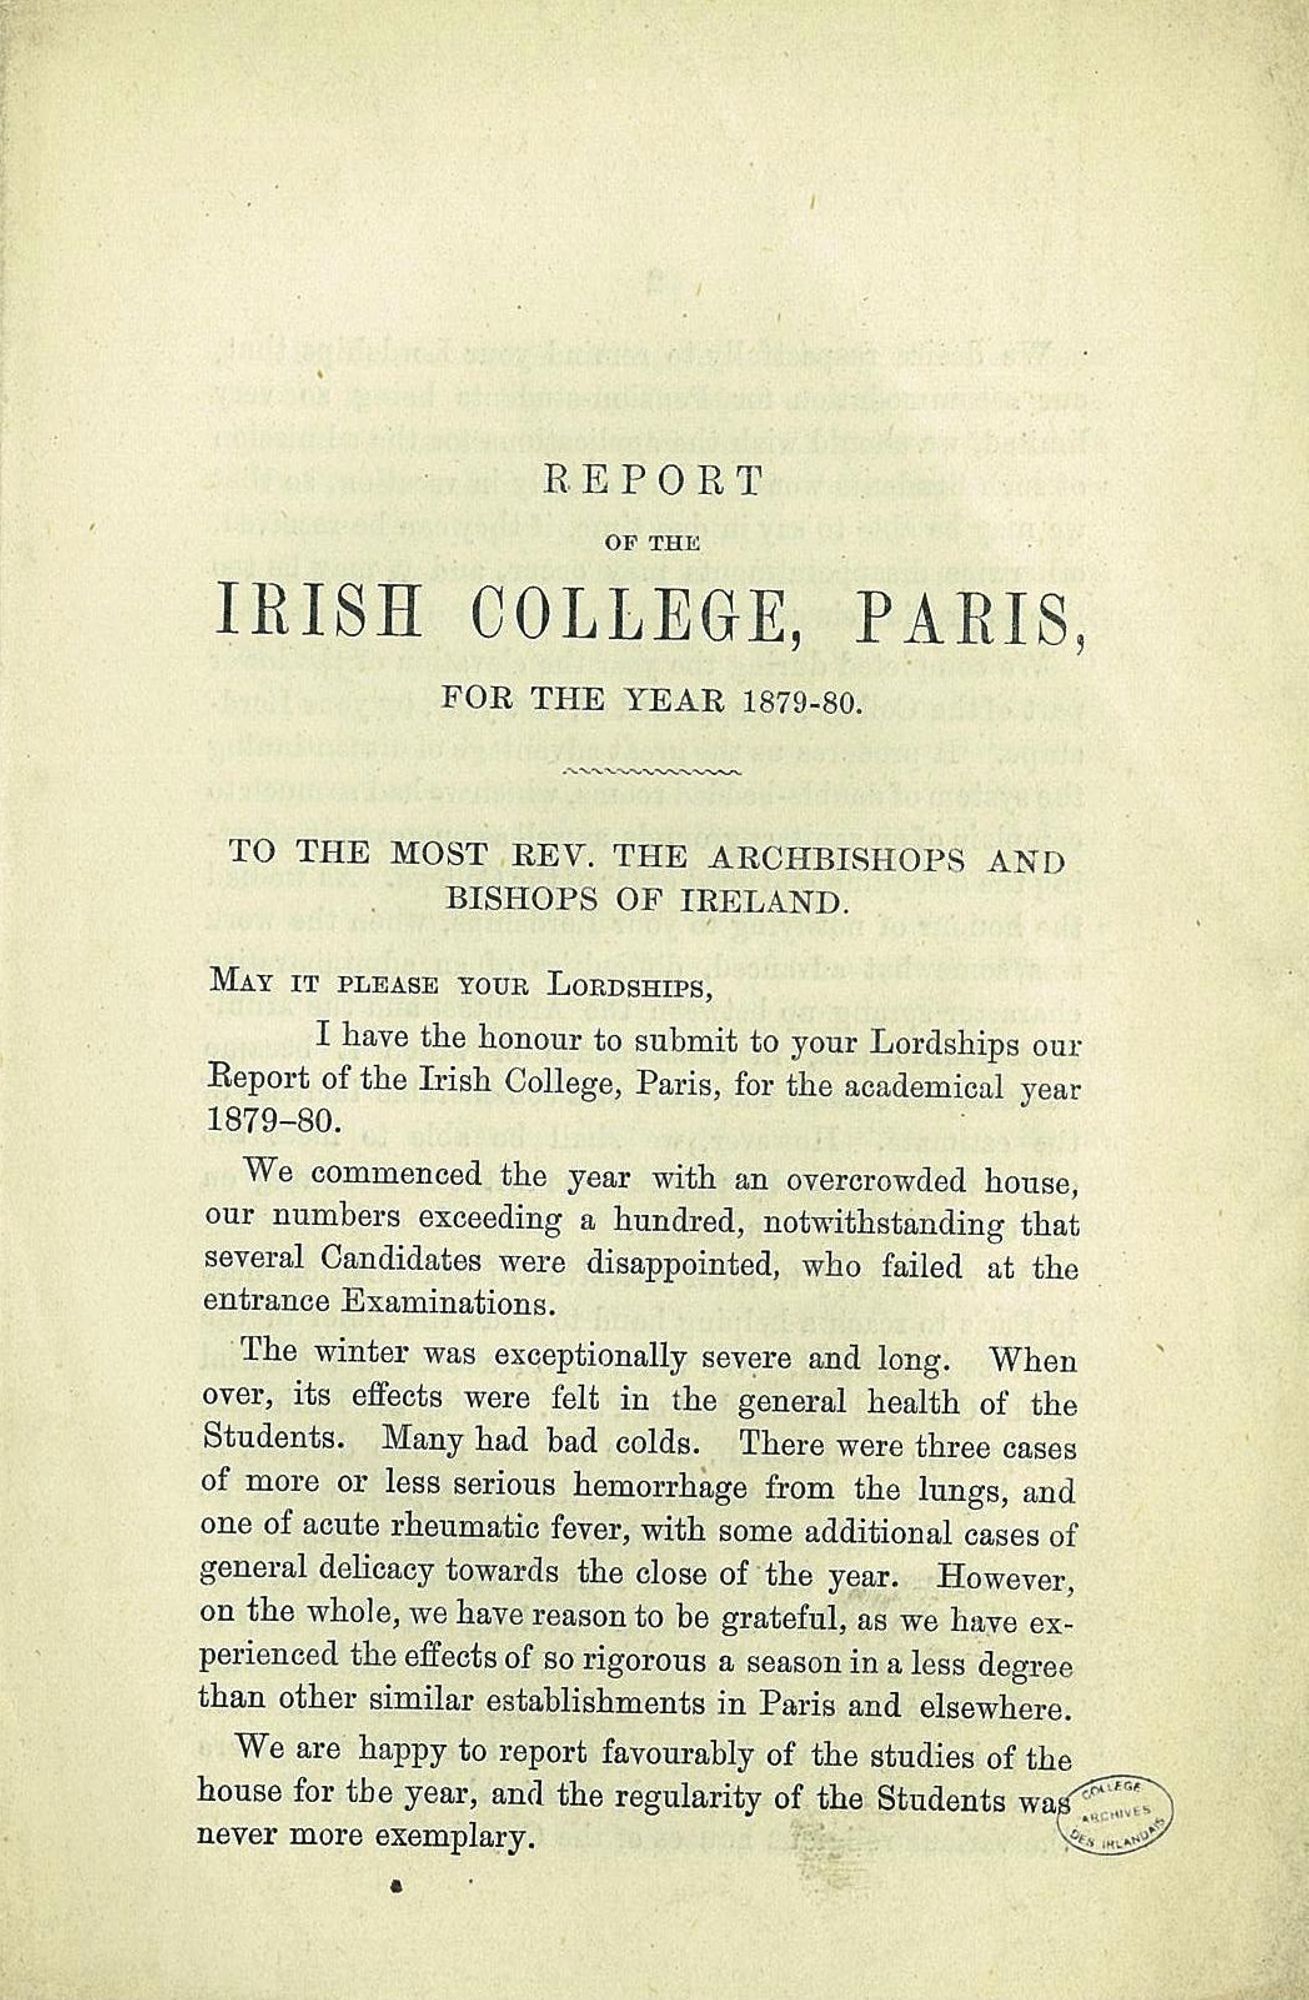 REPORT
OF THE
IRISH COLLEGE, PARIS,
FOR THE YEAR 1879-80.
TO THE MOST REV. THE ARCHBISHOPS AND
BISHOPS OF IRELAND.
MAY IT PLEASE YOUR LORDSHIPS,
I have the honour to submit to your Lordships our
Report of the Irish College, Paris, for the academical year
1879–80.
We commenced the year with an overcrowded house,
our numbers exceeding a hundred, notwithstanding that
several Candidates were disappointed, who failed at the
entrance Examinations.
The winter was exceptionally severe and long. When
over, its effects were felt in the general health of the
Students. Many had bad colds. There were three cases
of more or less serious hemorrhage from the lungs, and
one of acute rheumatic fever, with some additional cases of
general delicacy towards the close of the year. However,
on the whole, we have reason to be grateful, as we have ex-
perienced the effects of so rigorous a season in a less degree
than other similar establishments in Paris and elsewhere.
We are happy to report favourably of the studies of the
house for the year, and the regularity of the Students was
never more exemplary.
COLLEGE
ARCHIVES
DES IRLANDAIS